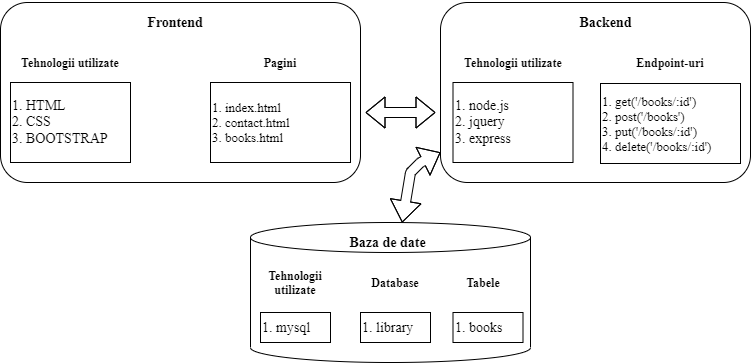 Frontend
Tehnologii utilizate
1. HTML
2. CSS
3. BOOTSTRAP
Pagini
1. index.html
2. contact.html
3. books.html
Backend
Tehnologii utilizate
1. node.js
2. jquery
3. express
Endpoint-uri
1. get('/books/:id')
2. post('/books')
3. put('/books/:id')
4. delete('/books/:id')
Baza de date
Tehnologii
utilizate
1. mysql
Database
1. library
Tabele
1. books